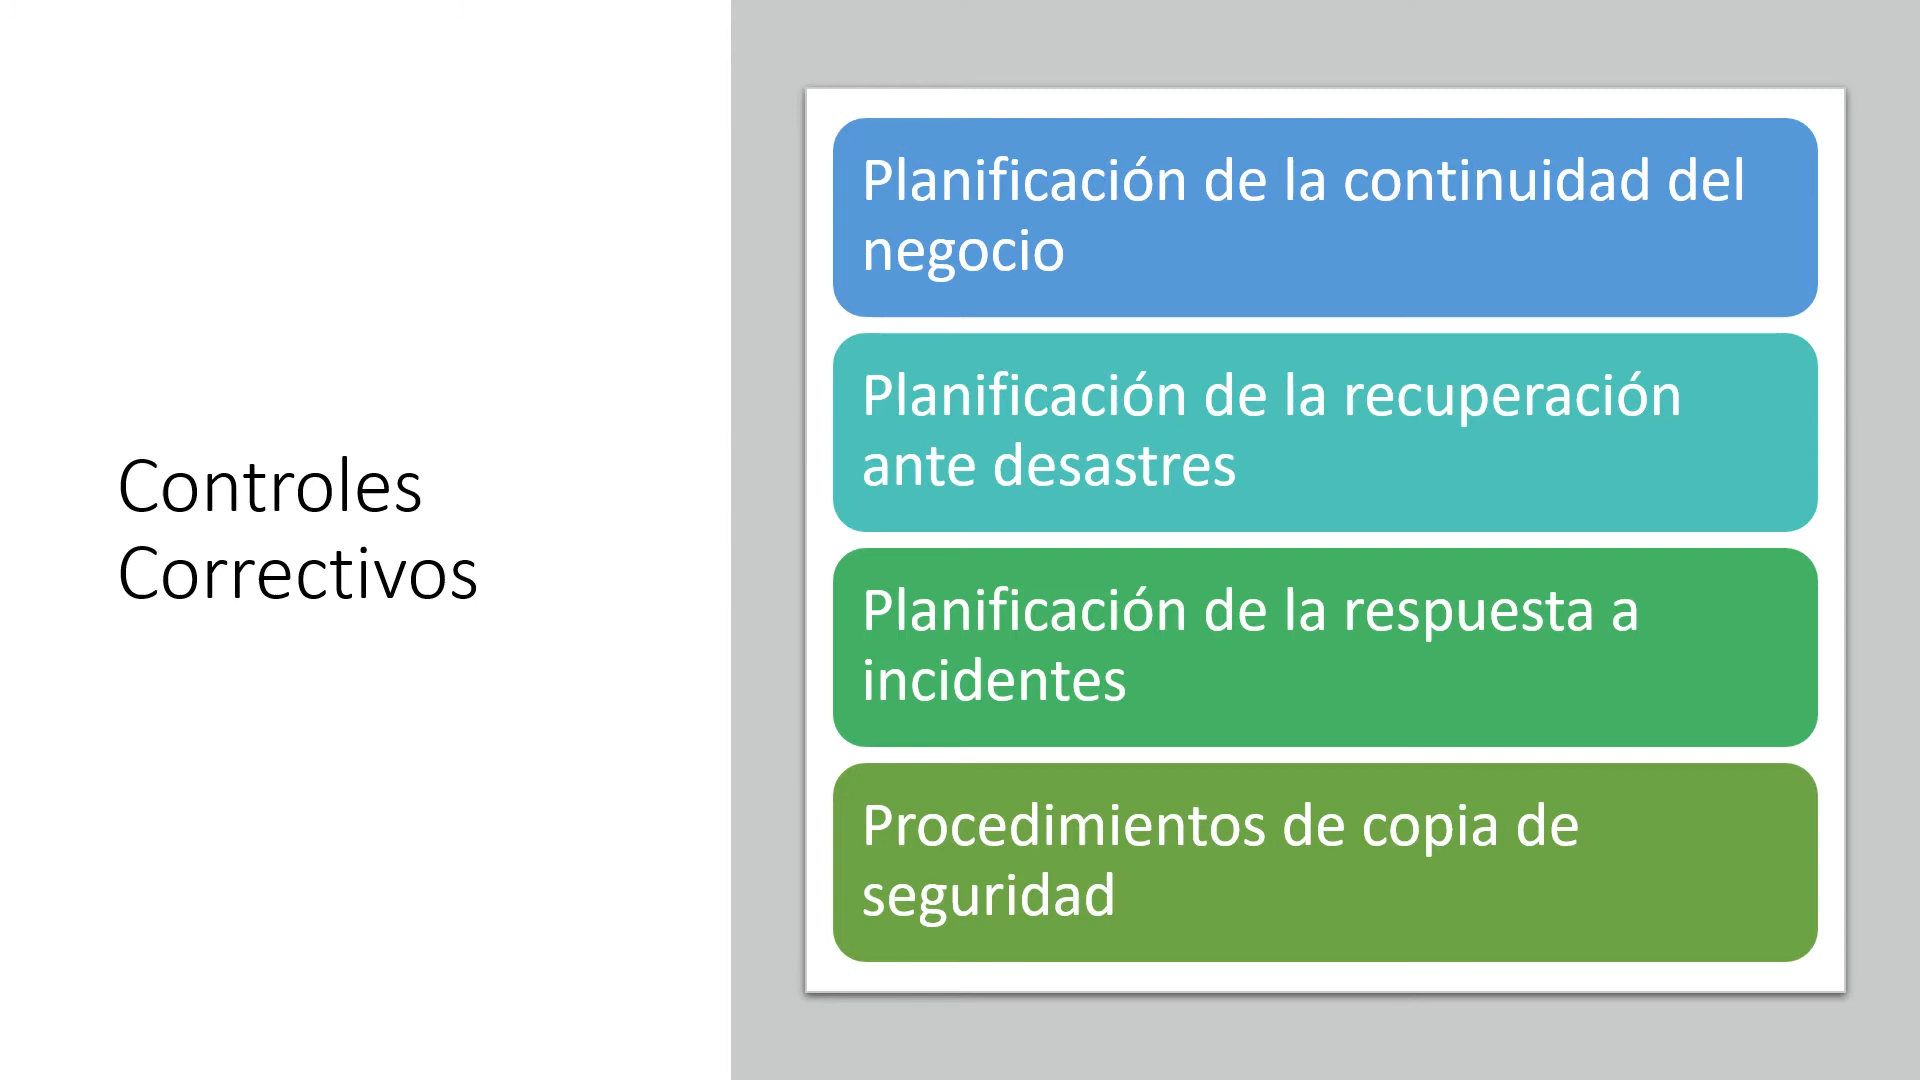 Controles
Correctivos
Planificación de la continuidad del
negocio
Planificación de la recuperación
ante desastres
Planificación de la respuesta a
incidentes
Procedimientos de copia de
seguridad